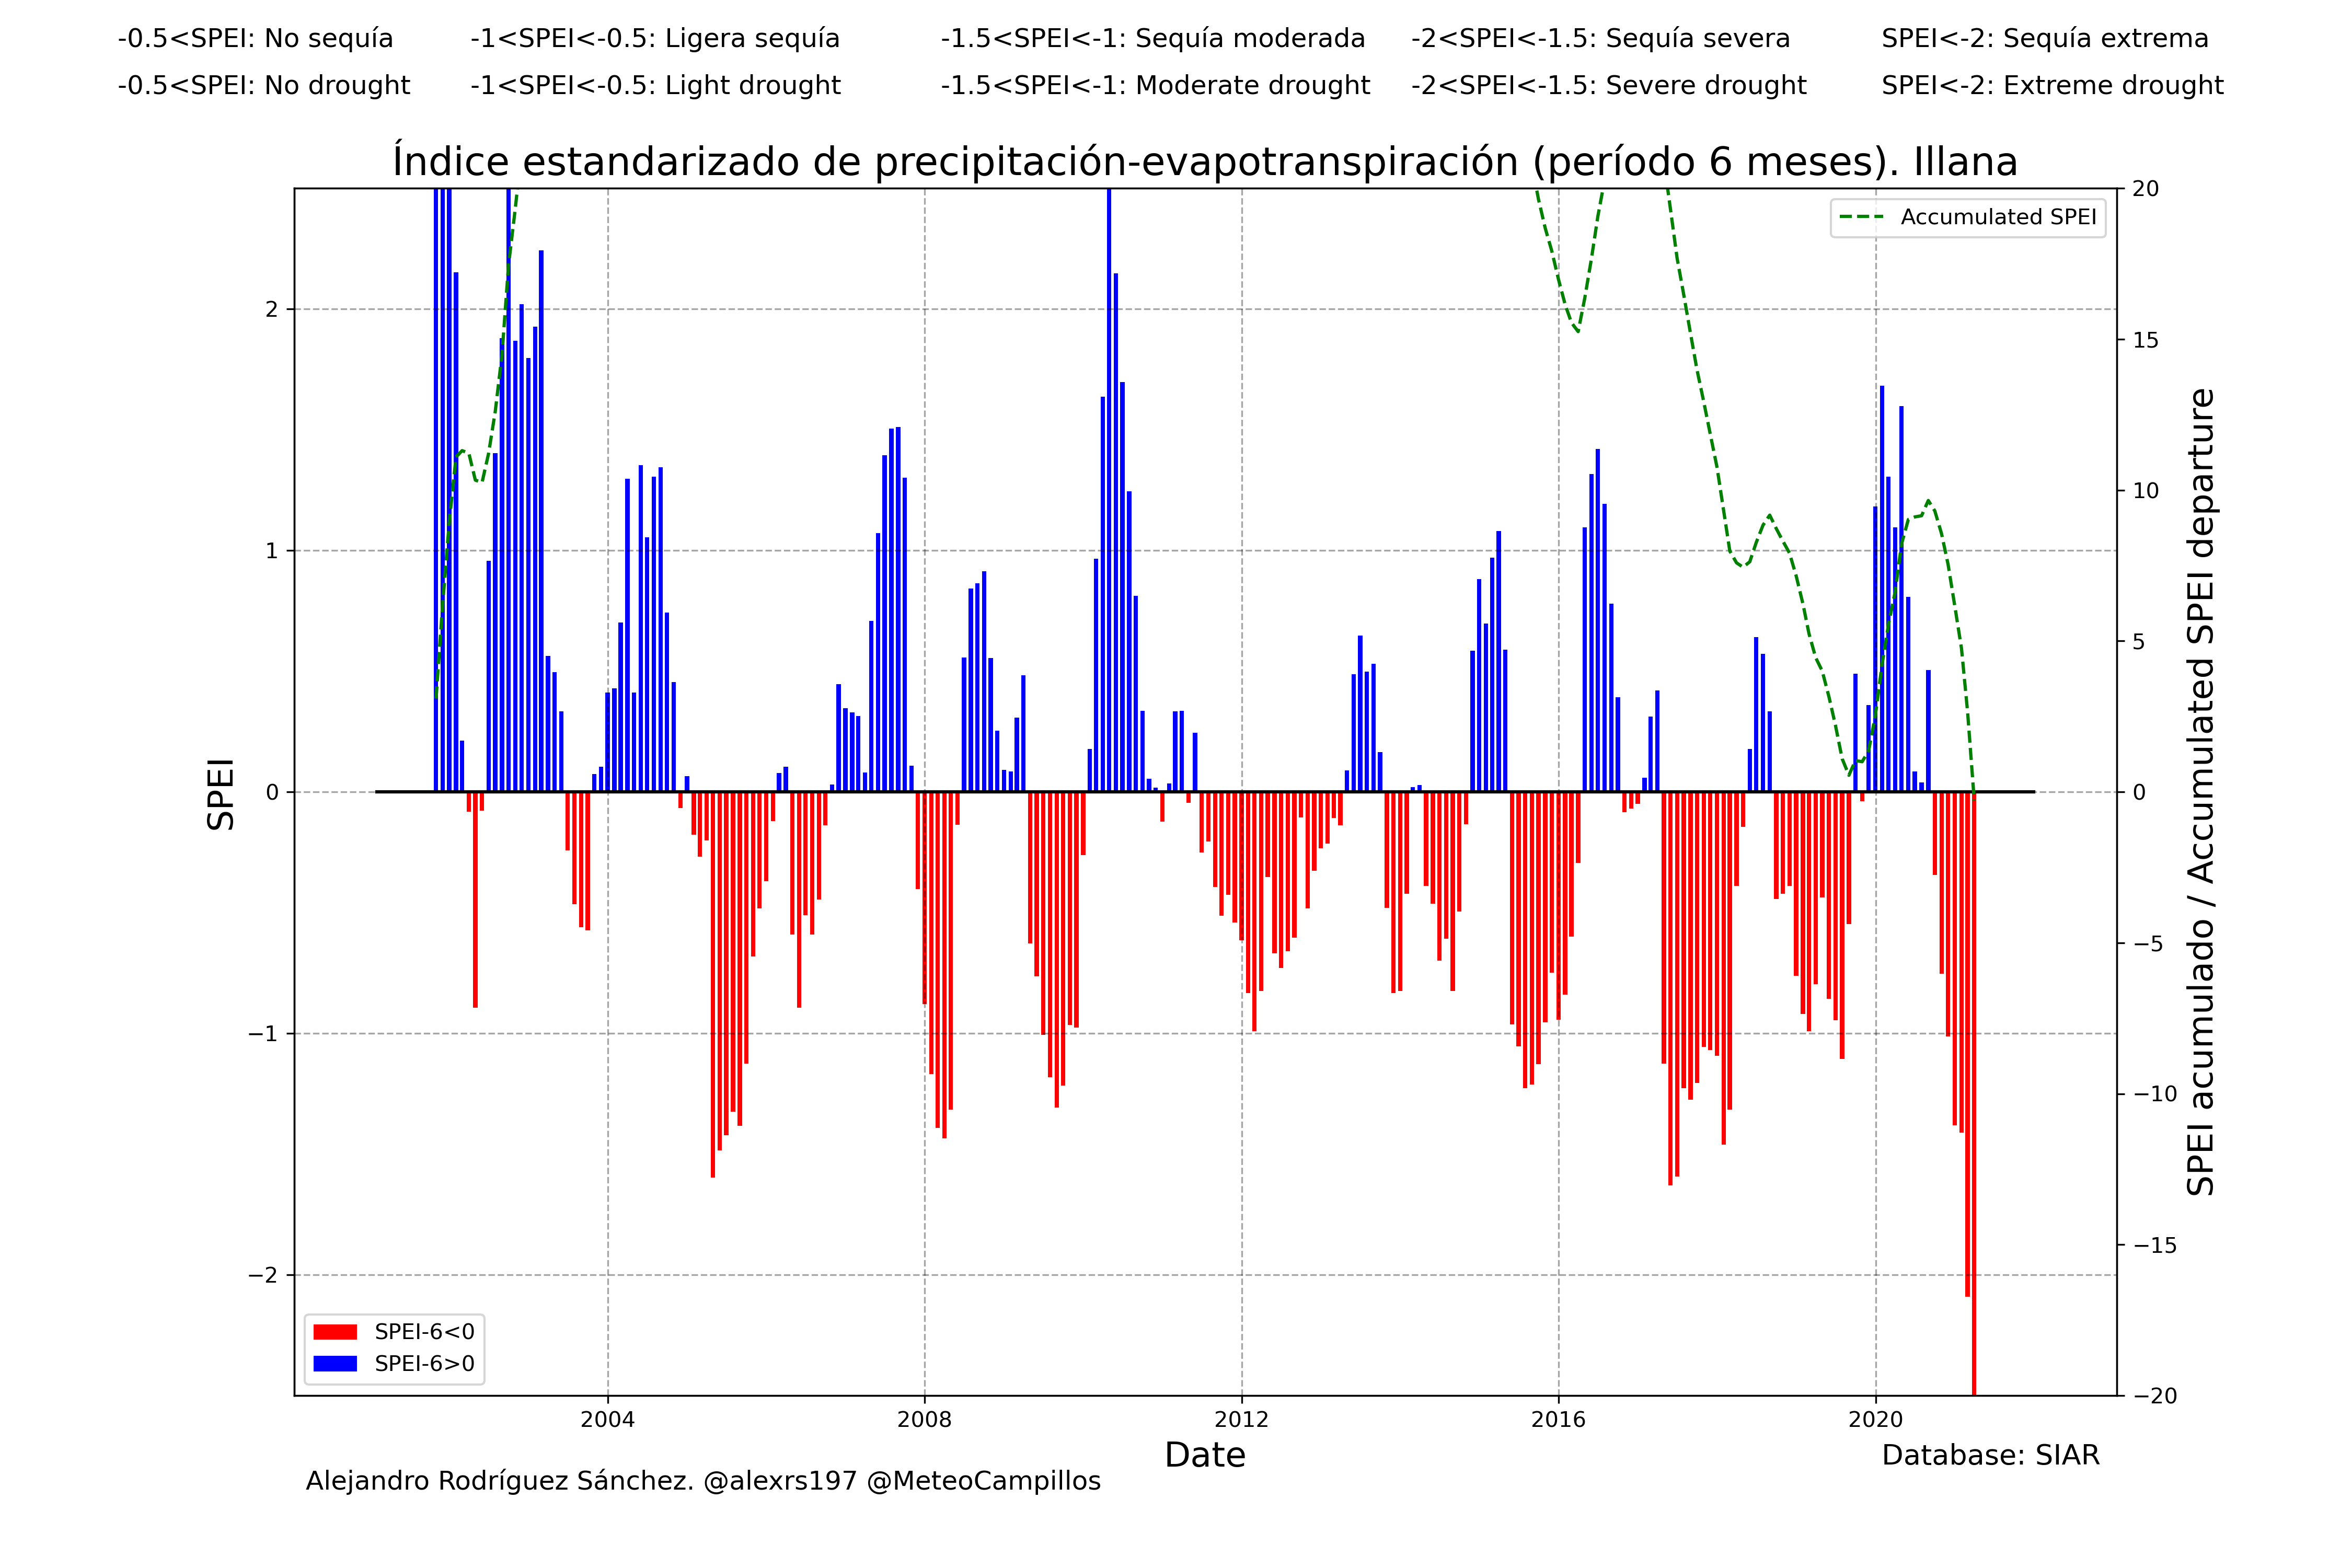 -0.5<SPEI: No sequía -1<SPEI<-0.5: Ligera sequía -1.5<SPEI<-1: Sequía moderada -2<SPEI<-1.5: Sequía severa SPEI<-2: Sequía extrema
-0.5<SPEI: No drought -1<SPEI<-0.5: Light drought -1.5<SPEI<-1: Moderate drought -2<SPEI<-1.5: Severe drought SPEI<-2: Extreme drought
Índice estandarizado de precipitación-evapotranspiración (período 6 meses). Illana
Accumulated SPEI
SPEI
2
1
0
−1
−2
20
15
10
5
0
−5
−10
−15
−20
SPEI acumulado / Accumulated SPEI departure
SPEI-6<0
SPEI-6>0
2004 2008 2012 2016 2020
Date
Database: SIAR
Alejandro Rodríguez Sánchez. @alexrs197 @MeteoCampillos